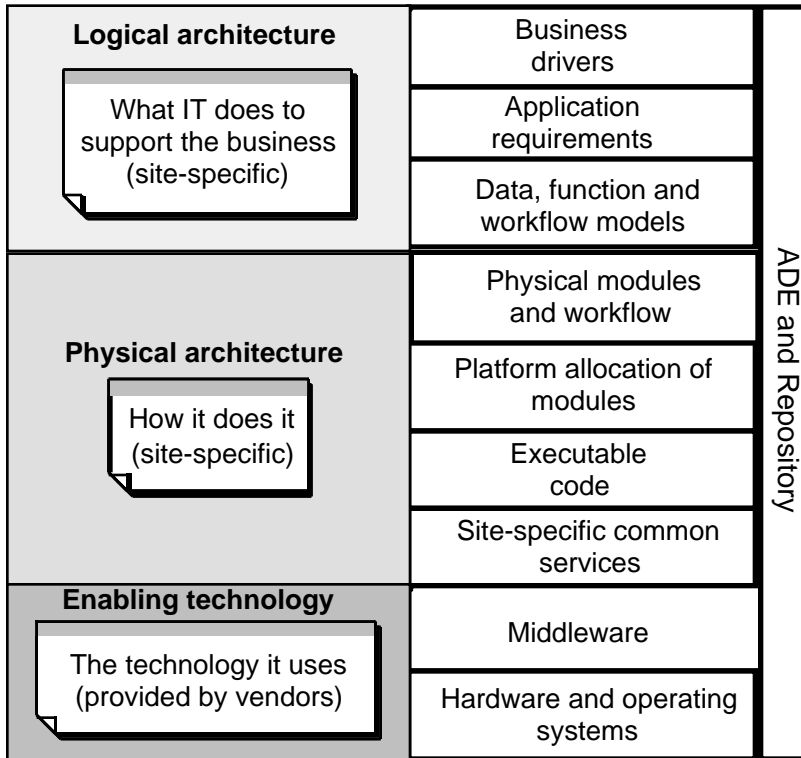 Logical architecture
What IT does to
support the business
(site-specific)
Business
drivers
Application
requirements
Data, function and
workflow models
Physical architecture
How it does it
(site-specific)
Physical modules
and workflow
Platform allocation of
modules
Executable
code
Site-specific common
services
Enabling technology
The technology it uses
(provided by vendors)
Middleware
Hardware and operating
systems
ADE and Repository